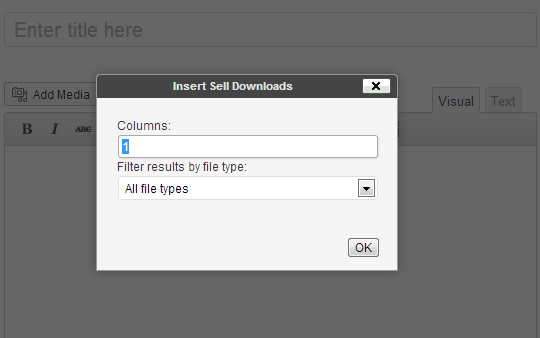 Enter title here
Insert Sell Downloads
Add Media
Visual
Text
B I ABC
Columns:
1
Filter results by file type:
All file types
OK